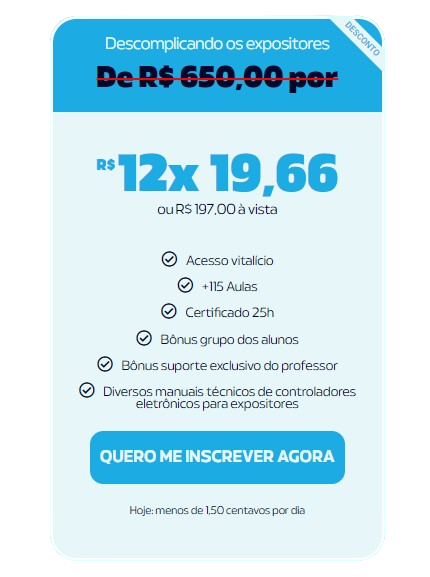 DESCONTO
Descomplicando os expositores
De R$ 650,00 por
R$ 12x 19,66
ou R$ 197,00 à vista
Acesso vitalício
+115 Aulas
Certificado 25h
Bônus grupo dos alunos
Bônus suporte exclusivo do professor
Diversos manuais técnicos de controladores
eletrônicos para expositores
QUERO ME INSCREVER AGORA
Hoje: menos de 1,50 centavos por dia